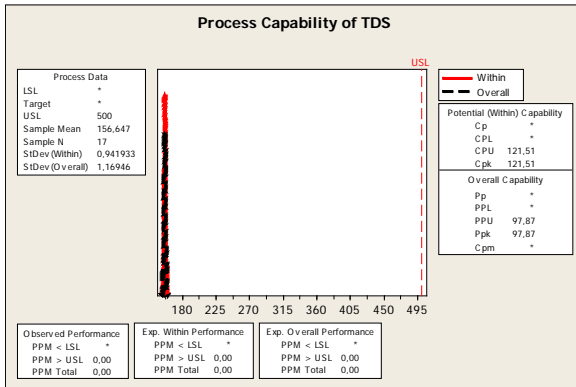 Process Capability of TDS
USL
Process Data
LSL *
Target *
USL 500
Sample Mean 156,647
Sample N 17
StDev(Within) 0,941933
StDev(Overall) 1,16946
Within
Overall
Potential (Within) Capability
Cp *
CPL *
CPU 121,51
Cpk 121,51
Overall Capability
Pp *
PPL *
PPU 97,87
Ppk 97,87
Cpm *
180 225 270 315 360 405 450 495
Observed Performance
PPM < LSL *
PPM > USL 0,00
PPM Total 0,00
Exp. Within Performance
PPM < LSL *
PPM > USL 0,00
PPM Total 0,00
Exp. Overall Performance
PPM < LSL *
PPM > USL 0,00
PPM Total 0,00